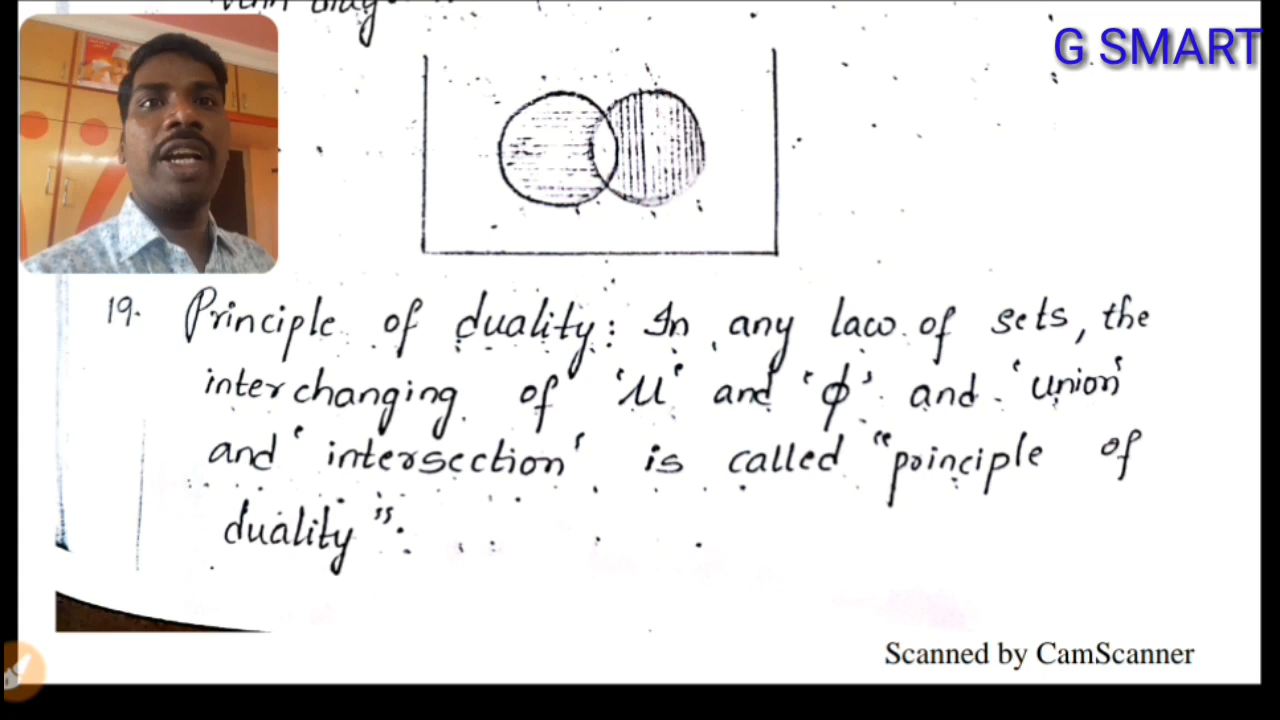 G SMART
19. Principle of duality: In any law of sets, the
interchanging of 'μ' and 'ϕ' and 'union'
and 'intersection' is called "principle of
duality".
Scanned by CamScanner